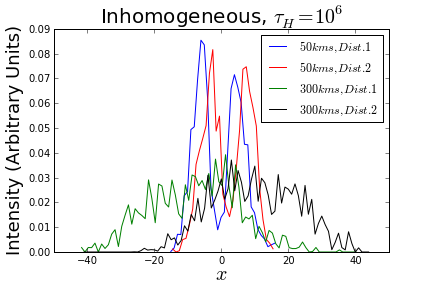 Inhomogeneous, τ_H = 10^6
Intensity (Arbitrary Units)
0.09
0.08
0.07
0.06
0.05
0.04
0.03
0.02
0.01
0.00
50kms, Dist.1
50kms, Dist.2
300kms, Dist.1
300kms, Dist.2
−40 −20 0 20 40
x